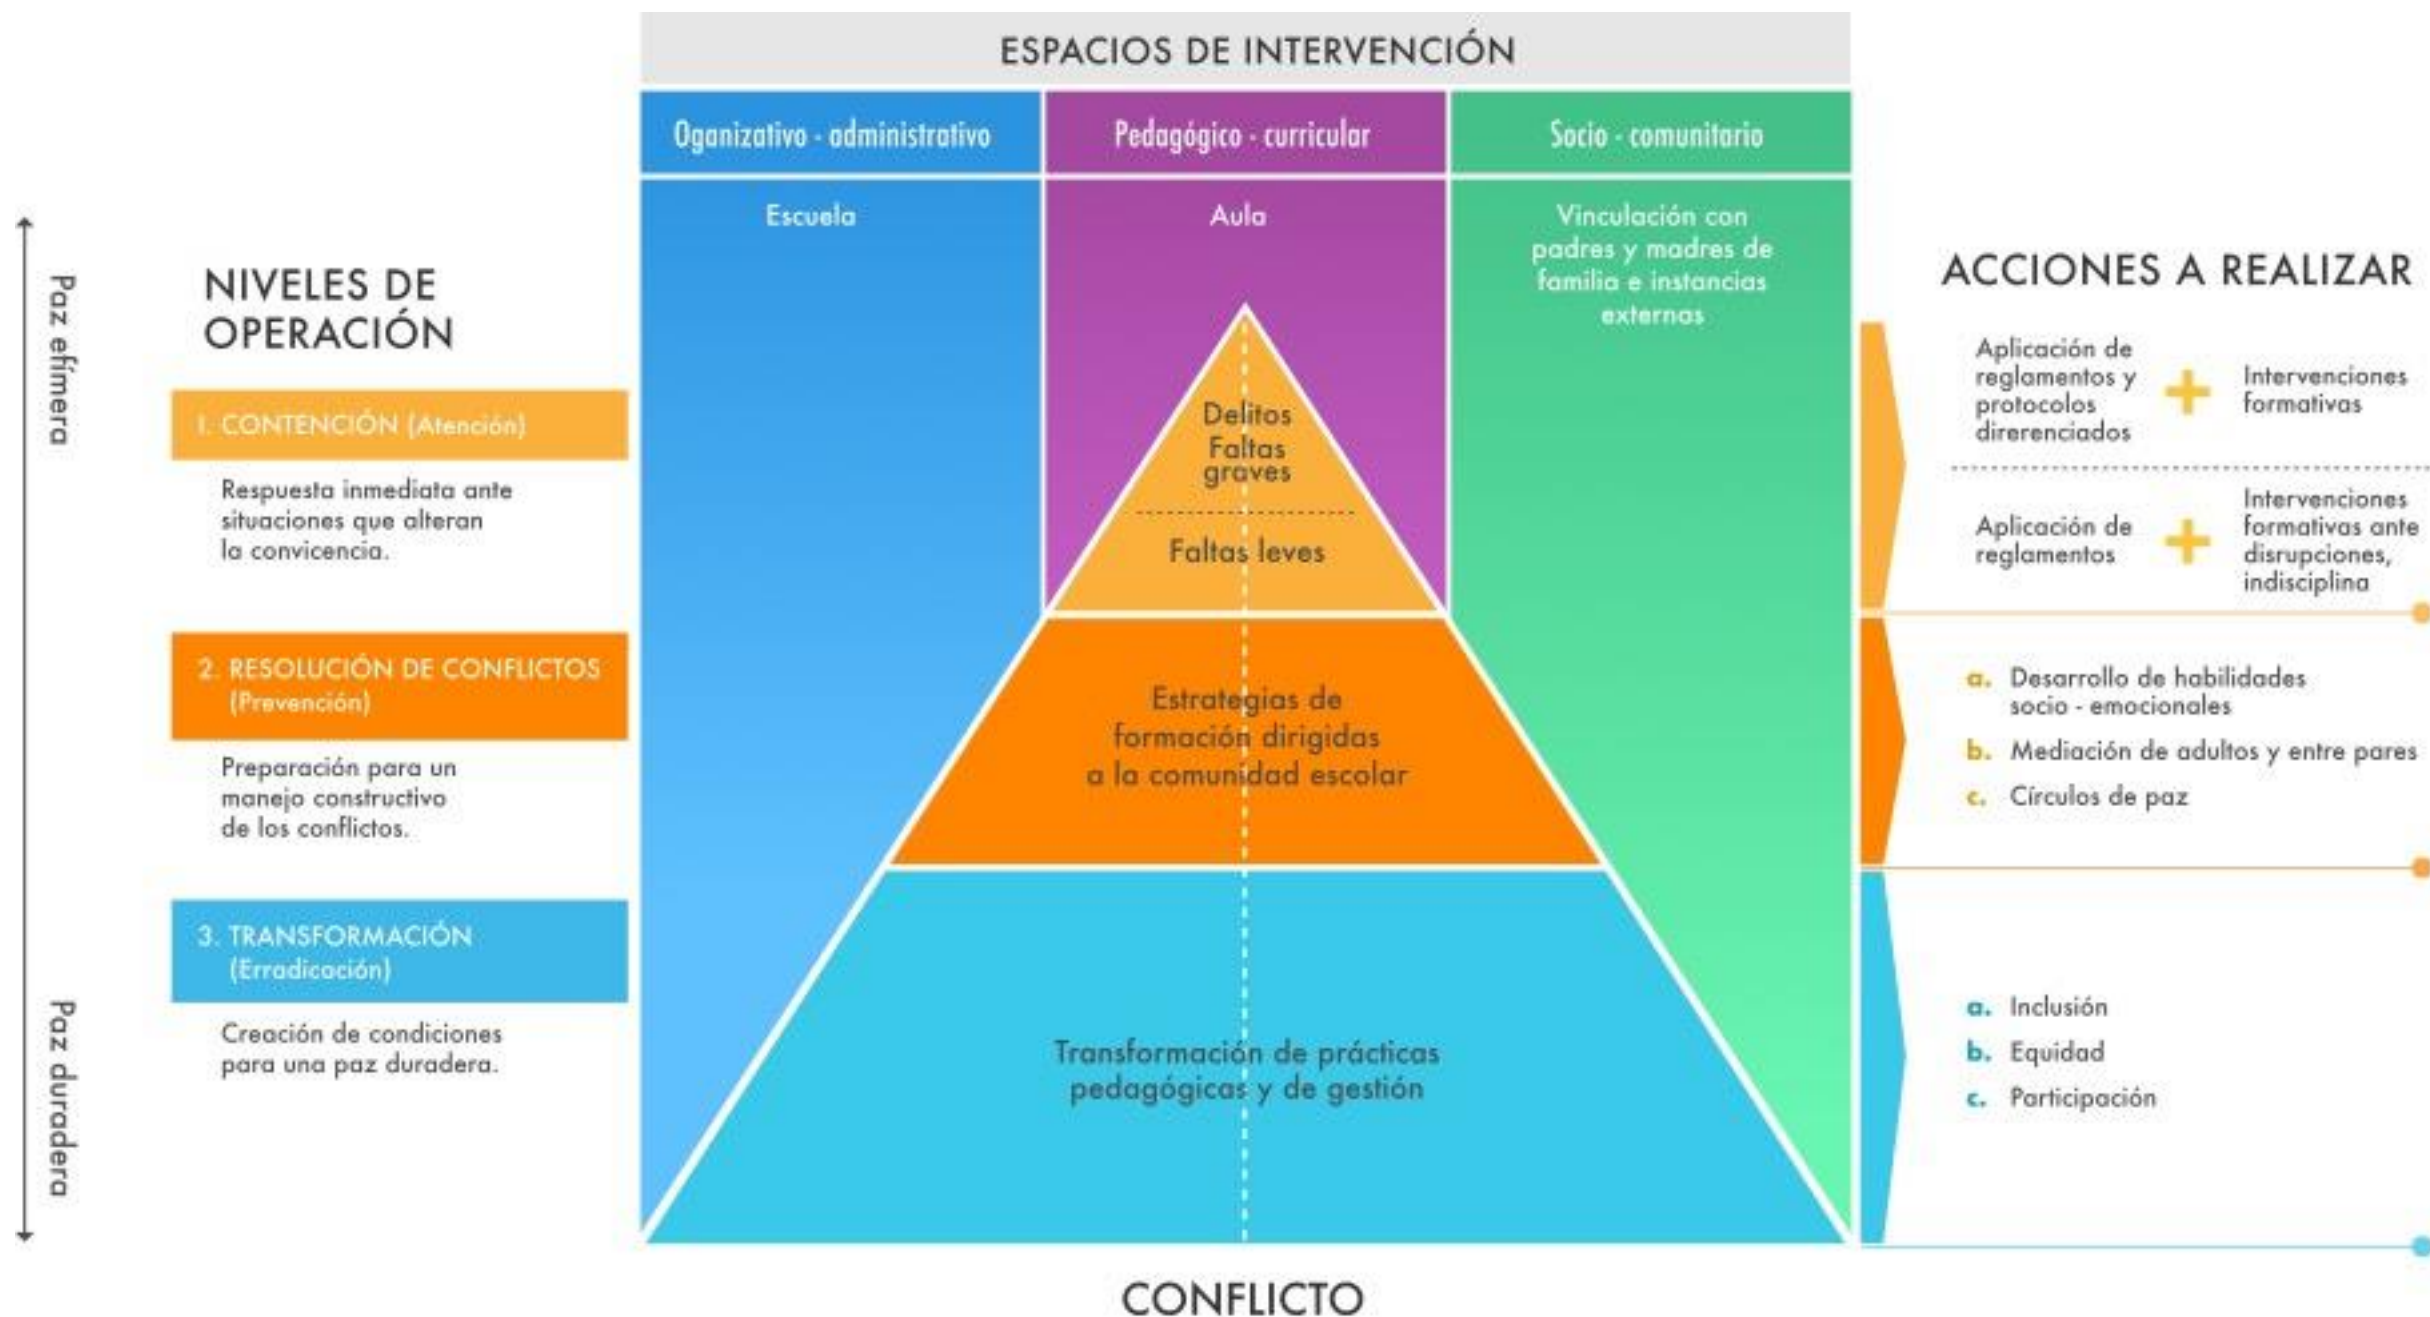 ESPACIOS DE INTERVENCIÓN
Oganizativo - administrativo
Pedagógico - curricular
Socio - comunitario
Escuela
Aula
Vinculación con
padres y madres de
familia e instancias
externas
Paz efímera
Paz duradera
NIVELES DE
OPERACIÓN
1. CONTENCIÓN (Atención)
Respuesta inmediata ante
situaciones que alteran
la convicencia.
2. RESOLUCIÓN DE CONFLICTOS
(Prevención)
Preparación para un
manejo constructivo
de los conflictos.
3. TRANSFORMACIÓN
(Erradicación)
Creación de condiciones
para una paz duradera.
Delitos
Faltas
graves
Faltas leves
Estrategias de
formación dirigidas
a la comunidad escolar
Transformación de prácticas
pedagógicas y de gestión
CONFLICTO
ACCIONES A REALIZAR
Aplicación de
reglamentos y
protocolos
direrenciados
+
Intervenciones
formativas
Aplicación de
reglamentos
+
Intervenciones
formativas ante
disrupciones,
indisciplina
a. Desarrollo de habilidades
socio - emocionales
b. Mediación de adultos y entre pares
c. Círculos de paz
a. Inclusión
b. Equidad
c. Participación